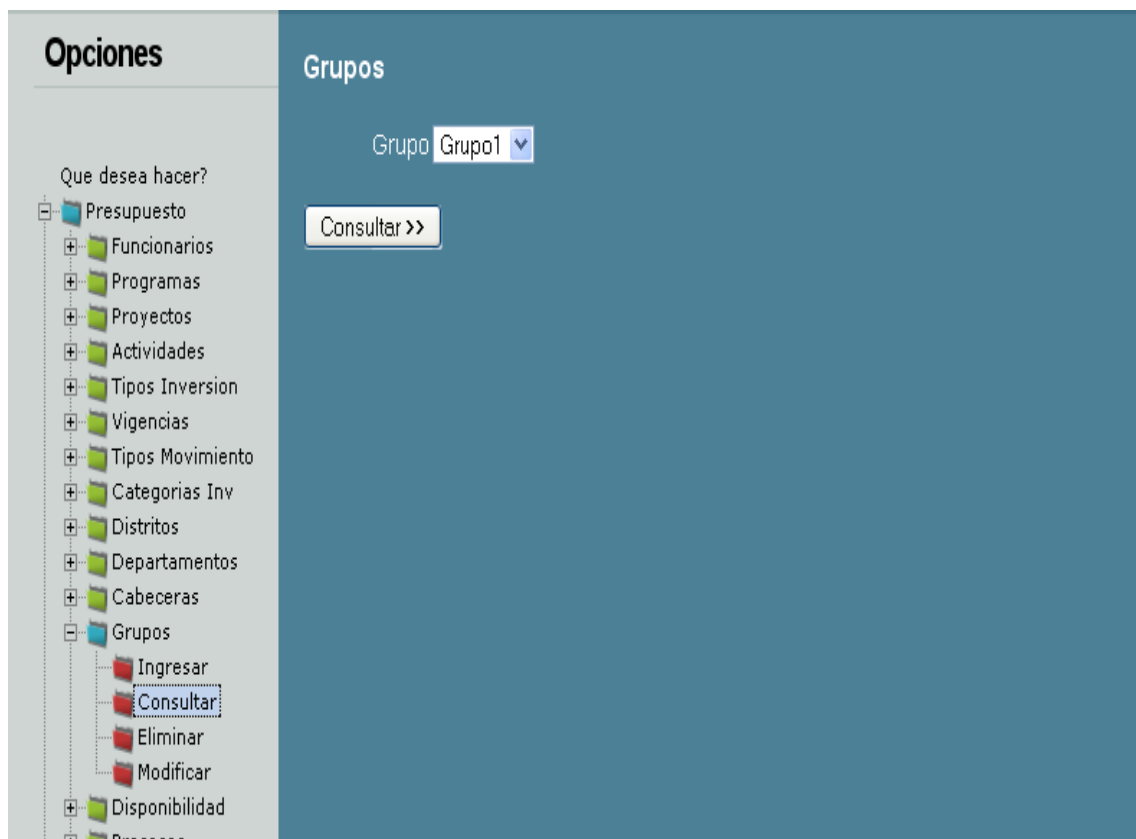 Opciones
Que desea hacer?
Presupuesto
Funcionarios
Programas
Proyectos
Actividades
Tipos Inversion
Vigencias
Tipos Movimiento
Categorias Inv
Distritos
Departamentos
Cabeceras
Grupos
Ingresar
Consultar
Eliminar
Modificar
Disponibilidad
Grupos
Grupo Grupo1
Consultar >>